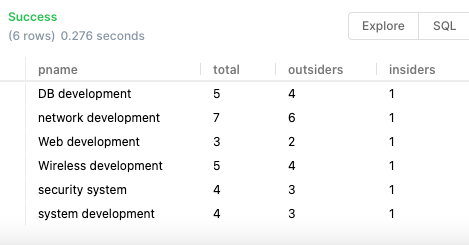 Success
(6 rows) 0.276 seconds
Explore SQL
pname total outsiders insiders
DB development 5 4 1
network development 7 6 1
Web development 3 2 1
Wireless development 5 4 1
security system 4 3 1
system development 4 3 1